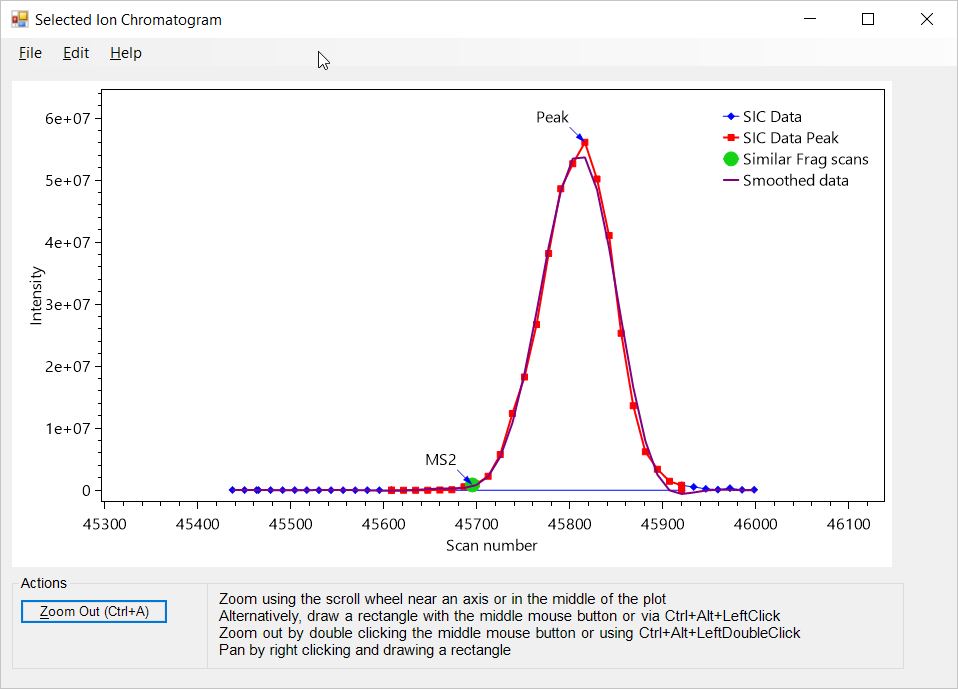 Selected Ion Chromatogram
File Edit Help
Peak
SIC Data
SIC Data Peak
Similar Frag scans
Smoothed data
6e+07
5e+07
4e+07
3e+07
2e+07
1e+07
0
Intensity
MS2
45300 45400 45500 45600 45700 45800 45900 46000 46100
Scan number
Actions
Zoom Out (Ctrl+A)
Zoom using the scroll wheel near an axis or in the middle of the plot
Alternatively, draw a rectangle with the middle mouse button or via Ctrl+Alt+LeftClick
Zoom out by double clicking the middle mouse button or using Ctrl+Alt+LeftDoubleClick
Pan by right clicking and drawing a rectangle